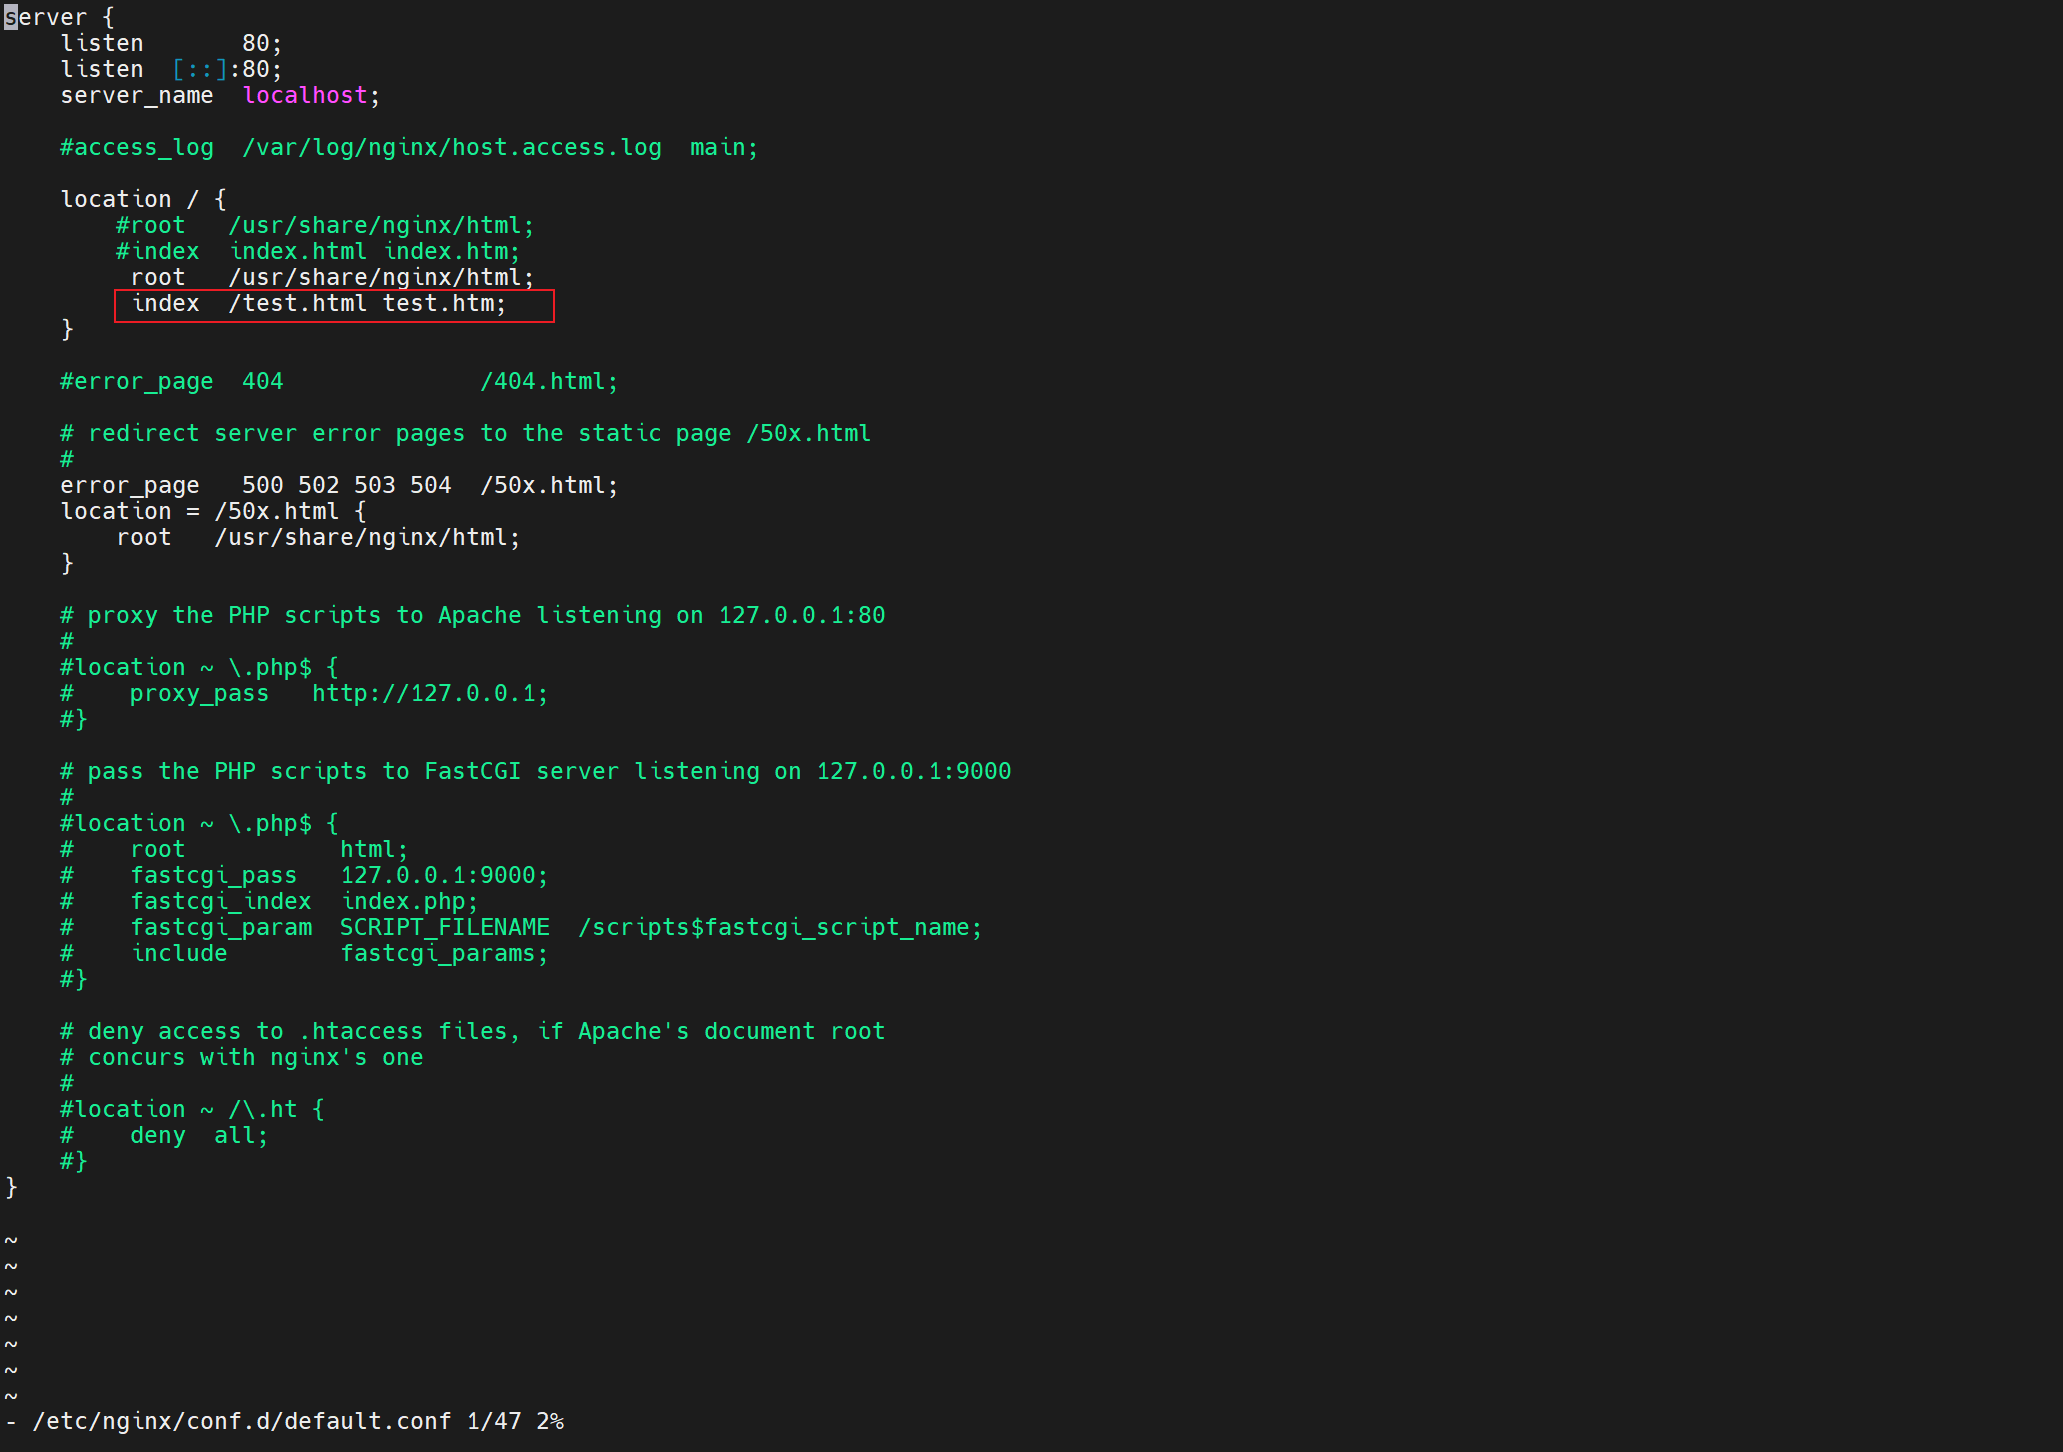 server {
    listen       80;
    listen  [::]:80;
    server_name  localhost;

    #access_log  /var/log/nginx/host.access.log  main;

    location / {
        #root   /usr/share/nginx/html;
        #index  index.html index.htm;
         root   /usr/share/nginx/html;
         index  /test.html test.htm;
    }

    #error_page  404              /404.html;

    # redirect server error pages to the static page /50x.html
    #
    error_page   500 502 503 504  /50x.html;
    location = /50x.html {
        root   /usr/share/nginx/html;
    }

    # proxy the PHP scripts to Apache listening on 127.0.0.1:80
    #
    #location ~ \.php$ {
    #    proxy_pass   http://127.0.0.1;
    #}

    # pass the PHP scripts to FastCGI server listening on 127.0.0.1:9000
    #
    #location ~ \.php$ {
    #    root           html;
    #    fastcgi_pass   127.0.0.1:9000;
    #    fastcgi_index  index.php;
    #    fastcgi_param  SCRIPT_FILENAME  /scripts$fastcgi_script_name;
    #    include        fastcgi_params;
    #}

    # deny access to .htaccess files, if Apache's document root
    # concurs with nginx's one
    #
    #location ~ /\.ht {
    #    deny  all;
    #}
}

~
~
~
~
~
~
~
- /etc/nginx/conf.d/default.conf 1/47 2%